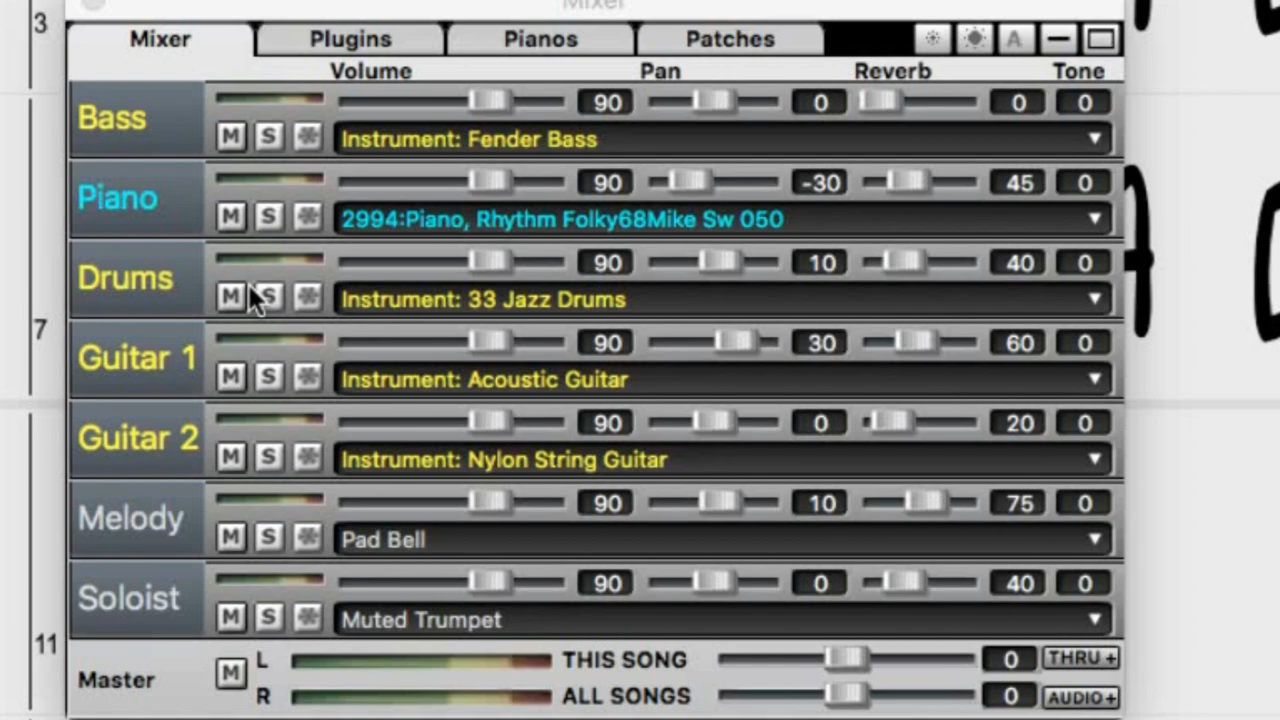 Mixer
3
Mixer Plugins Pianos Patches A
Volume Pan Reverb Tone
Bass 90 0 0 0
M S Instrument: Fender Bass
Piano 90 -30 45 0
M S 2994:Piano, Rhythm Folky68Mike Sw 050
Drums 90 10 40 0
M S Instrument: 33 Jazz Drums
7
Guitar 1 90 30 60 0
M S Instrument: Acoustic Guitar
Guitar 2 90 0 20 0
M S Instrument: Nylon String Guitar
Melody 90 10 75 0
M S Pad Bell
Soloist 90 0 40 0
M S Muted Trumpet
11
Master M L THIS SONG 0 THRU +
R ALL SONGS 0 AUDIO+